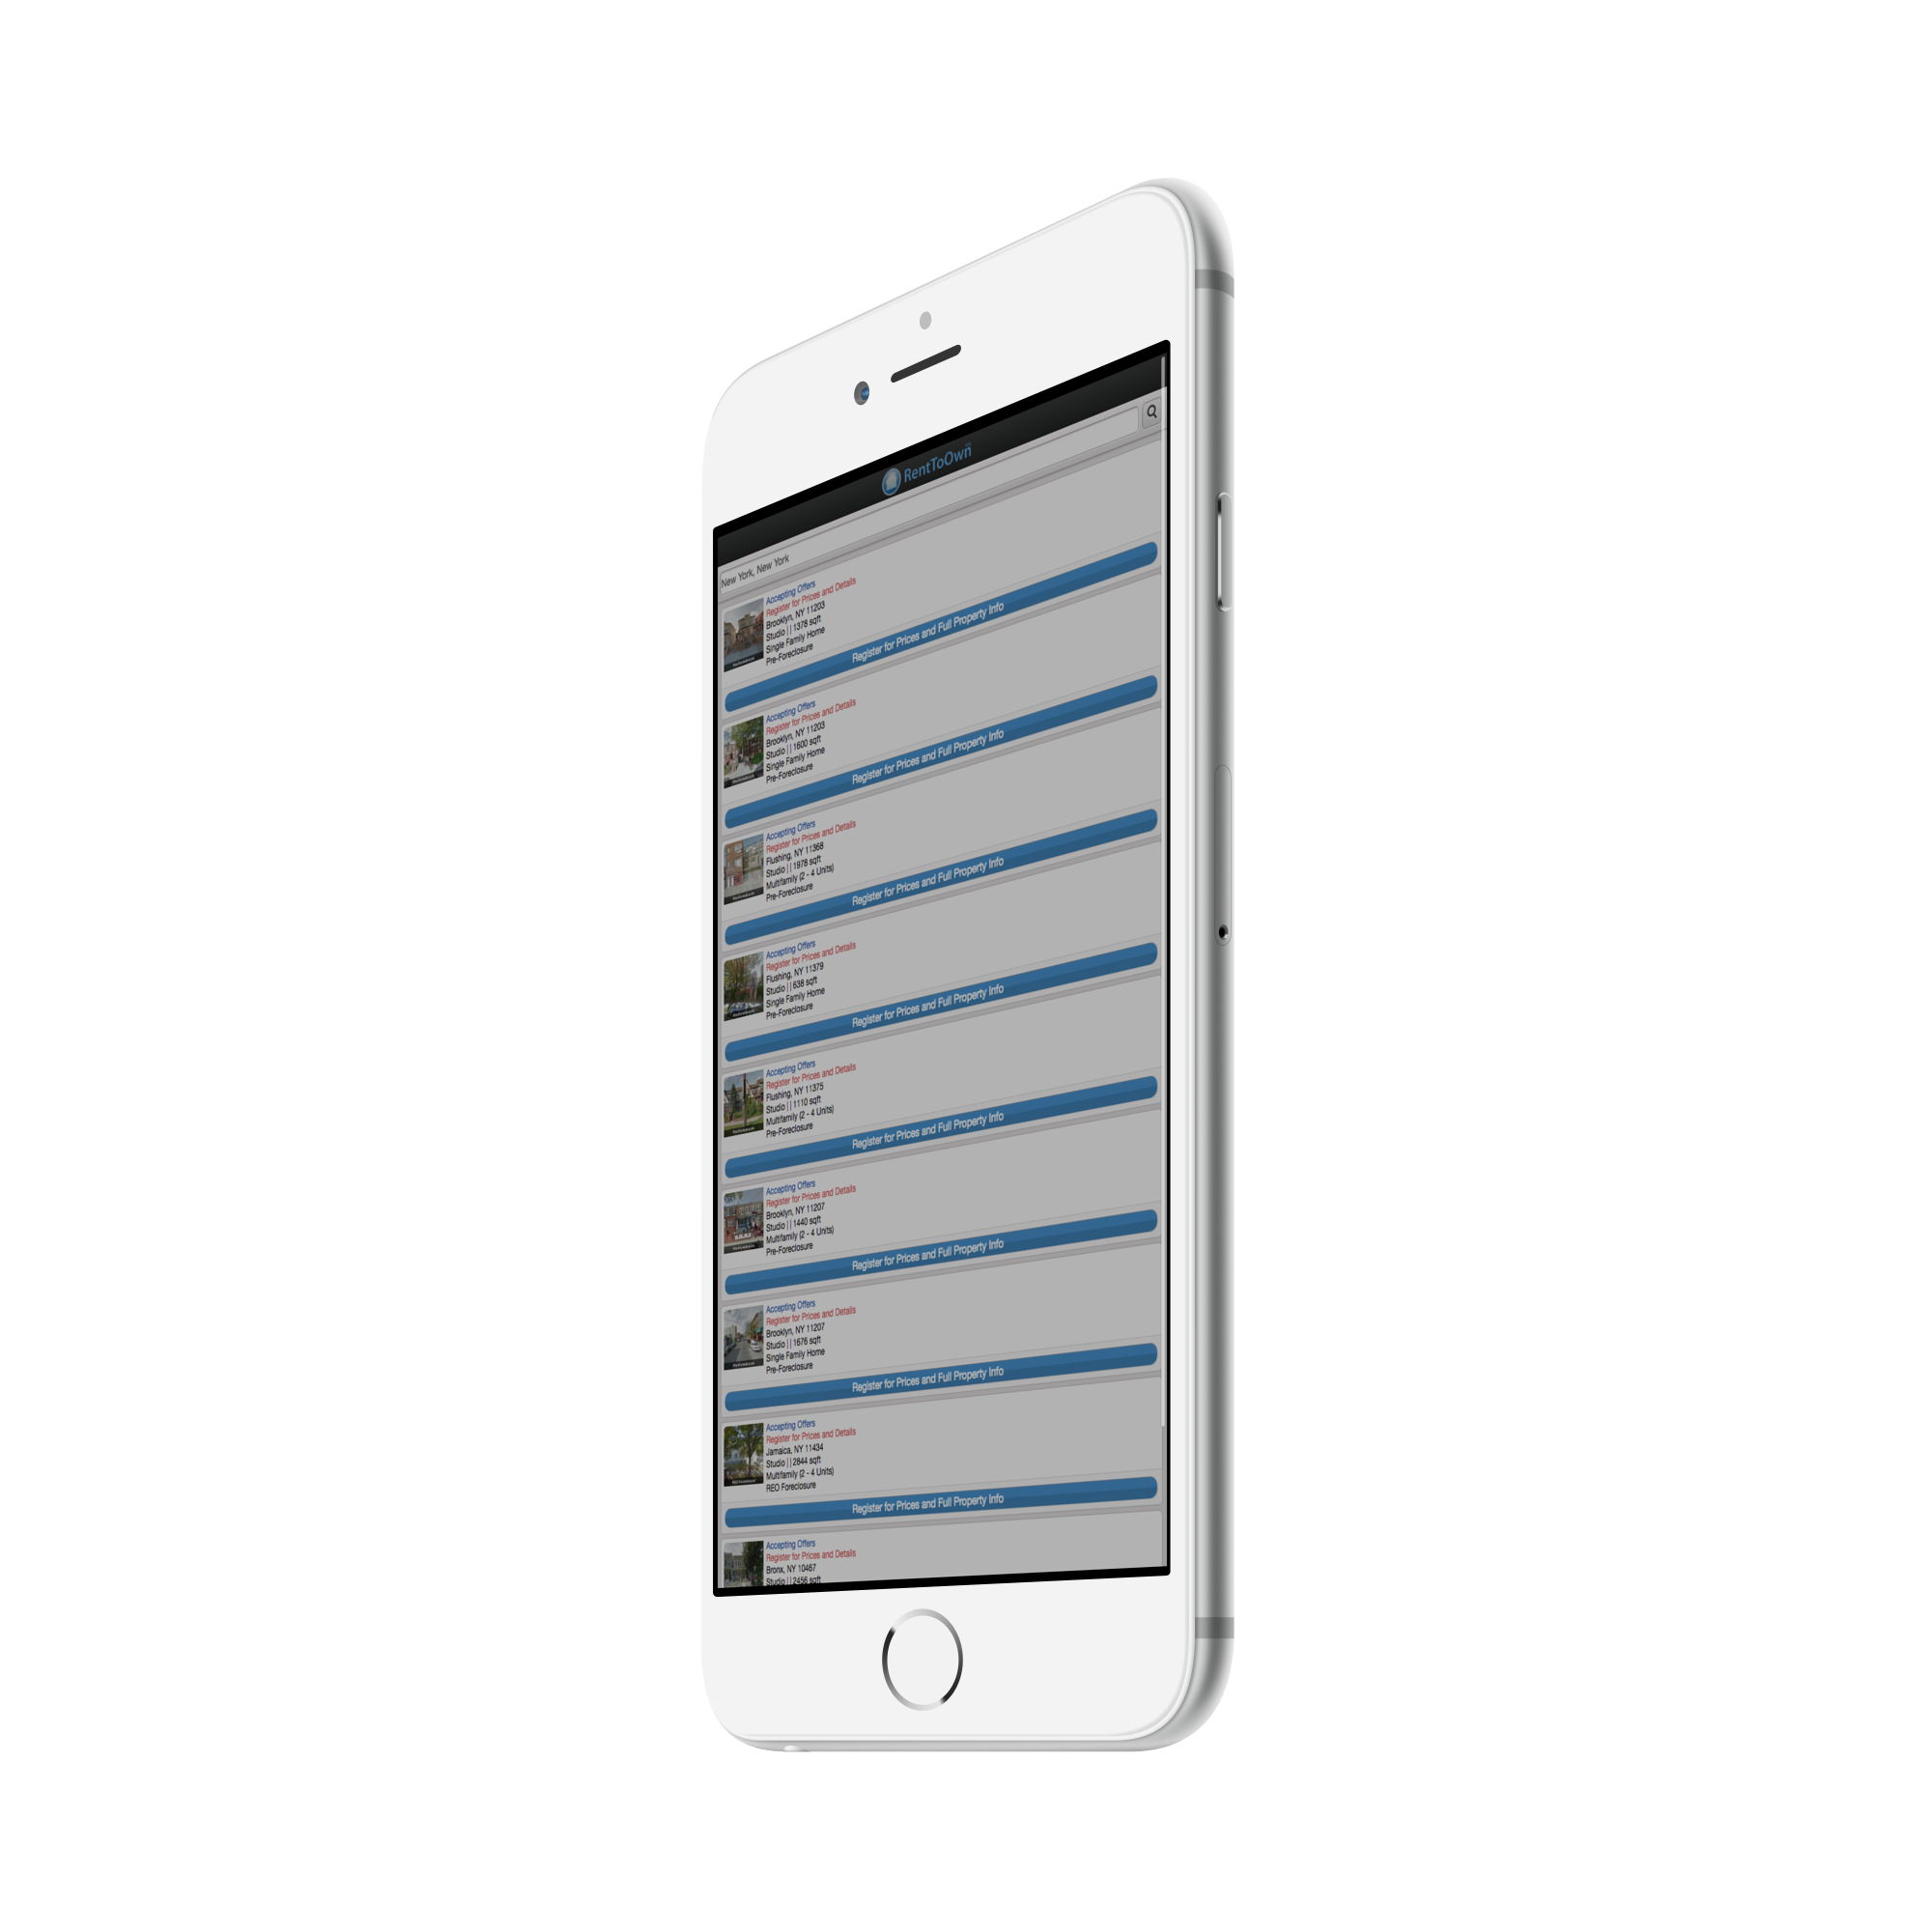 RentToOwn
New York, New York
Accepting Offers
Register for Prices and Details
Brooklyn, NY 11203
Studio | | 1378 sqft
Single Family Home
Pre-Foreclosure
Register for Prices and Full Property Info
Accepting Offers
Register for Prices and Details
Brooklyn, NY 11203
Studio | | 1600 sqft
Single Family Home
Pre-Foreclosure
Register for Prices and Full Property Info
Accepting Offers
Register for Prices and Details
Flushing, NY 11368
Studio | | 1978 sqft
Multifamily (2 - 4 Units)
Pre-Foreclosure
Register for Prices and Full Property Info
Accepting Offers
Register for Prices and Details
Flushing, NY 11379
Studio | | 638 sqft
Single Family Home
Pre-Foreclosure
Register for Prices and Full Property Info
Accepting Offers
Register for Prices and Details
Flushing, NY 11375
Studio | | 1110 sqft
Multifamily (2 - 4 Units)
Pre-Foreclosure
Register for Prices and Full Property Info
Accepting Offers
Register for Prices and Details
Brooklyn, NY 11207
Studio | | 1440 sqft
Multifamily (2 - 4 Units)
Pre-Foreclosure
Register for Prices and Full Property Info
Accepting Offers
Register for Prices and Details
Brooklyn, NY 11207
Studio | | 1676 sqft
Single Family Home
Pre-Foreclosure
Register for Prices and Full Property Info
Accepting Offers
Register for Prices and Details
Jamaica, NY 11434
Studio | | 2844 sqft
Multifamily (2 - 4 Units)
REO Foreclosure
Register for Prices and Full Property Info
Accepting Offers
Register for Prices and Details
Bronx, NY 10467
Studio | | 2456 sqft